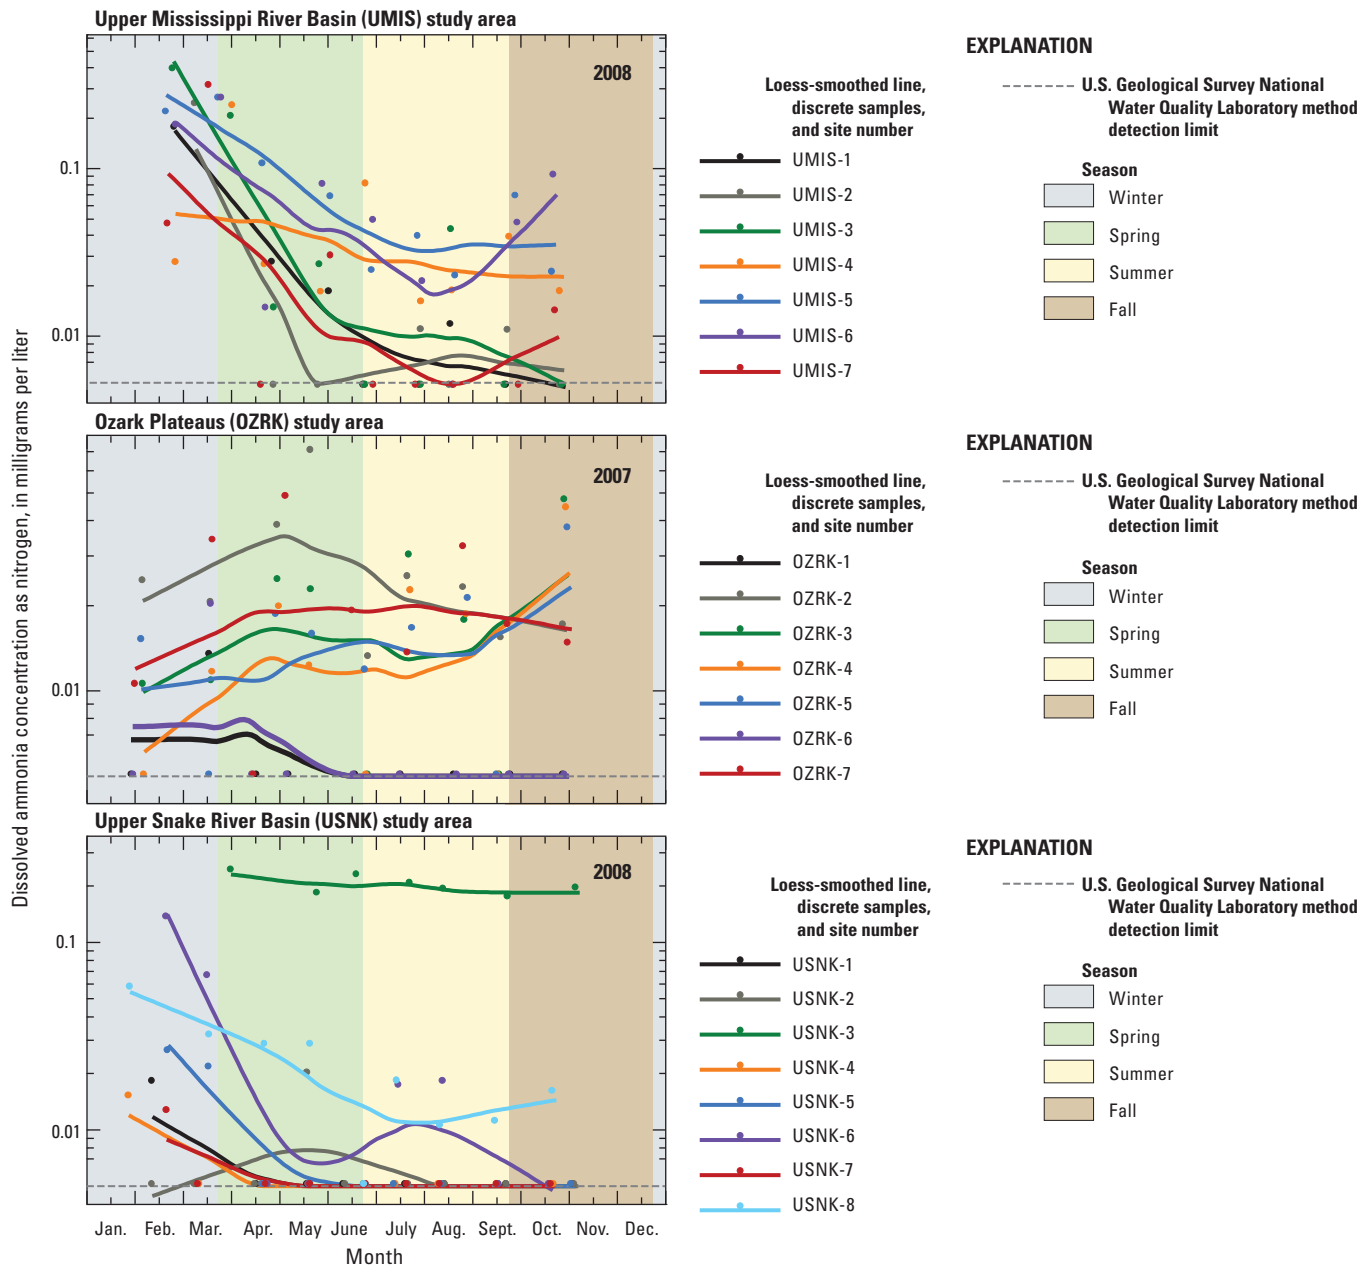 Upper Mississippi River Basin (UMIS) study area
2008
0.1
0.01
EXPLANATION
Loess-smoothed line,
discrete samples,
and site number
UMIS-1
UMIS-2
UMIS-3
UMIS-4
UMIS-5
UMIS-6
UMIS-7
U.S. Geological Survey National
Water Quality Laboratory method
detection limit
Season
Winter
Spring
Summer
Fall
Dissolved ammonia concentration as nitrogen, in milligrams per liter
Ozark Plateaus (OZRK) study area
2007
0.01
EXPLANATION
Loess-smoothed line,
discrete samples,
and site number
OZRK-1
OZRK-2
OZRK-3
OZRK-4
OZRK-5
OZRK-6
OZRK-7
U.S. Geological Survey National
Water Quality Laboratory method
detection limit
Season
Winter
Spring
Summer
Fall
Upper Snake River Basin (USNK) study area
2008
0.1
0.01
Jan. Feb. Mar. Apr. May June July Aug. Sept. Oct. Nov. Dec.
Month
EXPLANATION
Loess-smoothed line,
discrete samples,
and site number
USNK-1
USNK-2
USNK-3
USNK-4
USNK-5
USNK-6
USNK-7
USNK-8
U.S. Geological Survey National
Water Quality Laboratory method
detection limit
Season
Winter
Spring
Summer
Fall